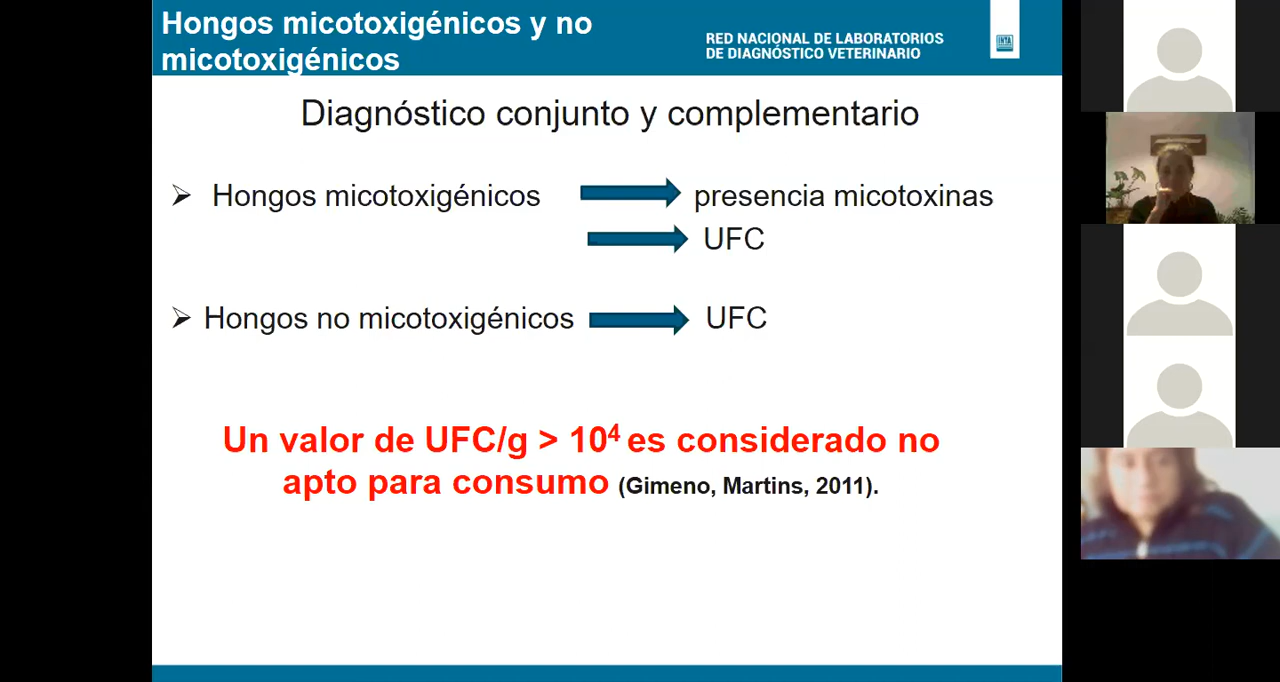 Hongos micotoxigénicos y no
micotoxigénicos
RED NACIONAL DE LABORATORIOS
DE DIAGNÓSTICO VETERINARIO
INTA
Diagnóstico conjunto y complementario
➢ Hongos micotoxigénicos presencia micotoxinas
UFC
➢ Hongos no micotoxigénicos UFC
Un valor de UFC/g > 10⁴ es considerado no
apto para consumo (Gimeno, Martins, 2011).